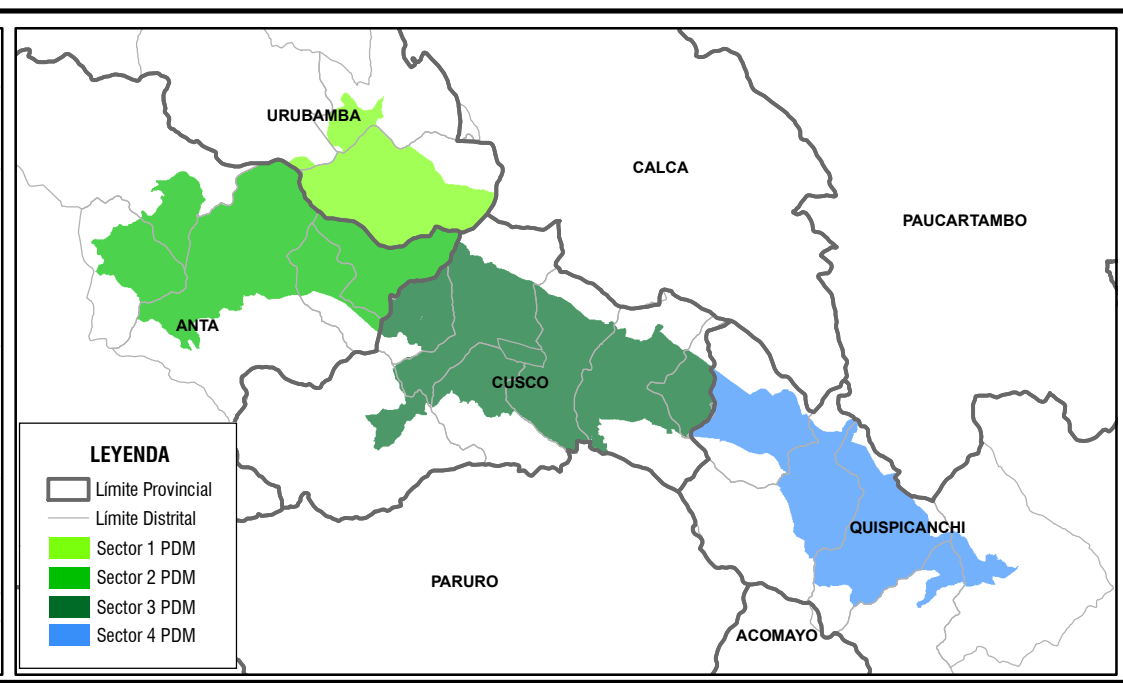 URUBAMBA
CALCA
PAUCARTAMBO
ANTA
CUSCO
QUISPICANCHI
PARURO
ACOMAYO
LEYENDA
Límite Provincial
Límite Distrital
Sector 1 PDM
Sector 2 PDM
Sector 3 PDM
Sector 4 PDM